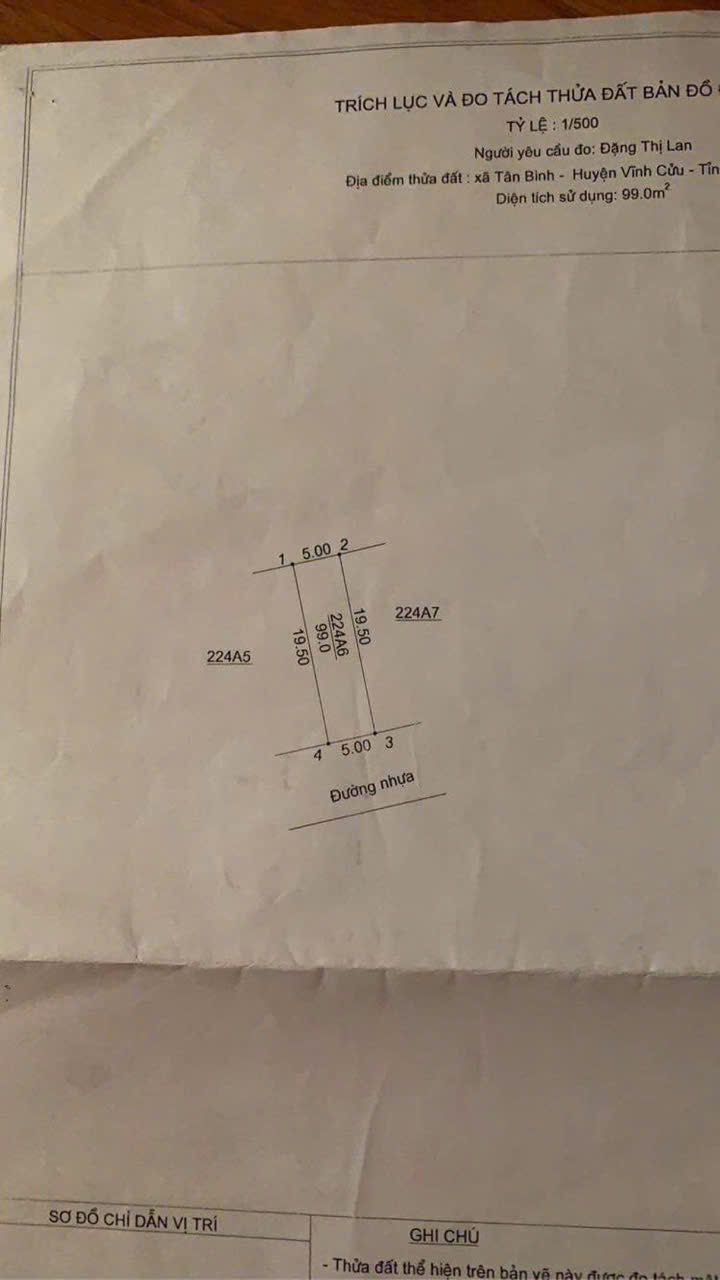 TRÍCH LỤC VÀ ĐO TÁCH THỬA ĐẤT BẢN ĐỒ
TỶ LỆ : 1/500
Người yêu cầu đo: Đặng Thị Lan
Địa điểm thửa đất : xã Tân Bình - Huyện Vĩnh Cửu - Tỉn
Diện tích sử dụng: 99.0m²
1 5.00 2
224A7
19.50
224A6
99.0
19.50
224A5
4 5.00 3
Đường nhựa
SƠ ĐỒ CHỈ DẪN VỊ TRÍ
GHI CHÚ
- Thửa đất thể hiện trên bản vẽ này được đo tách